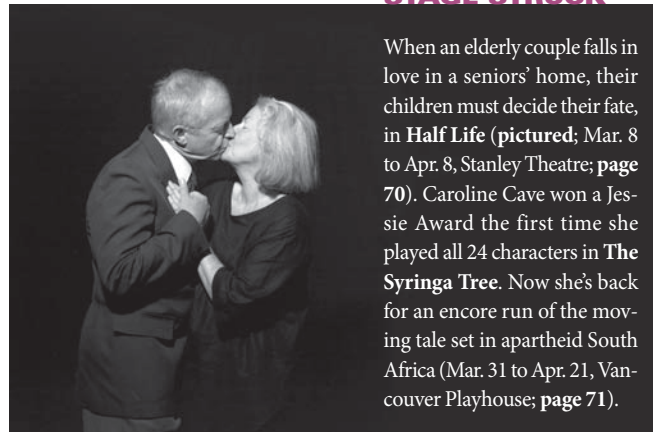 STAGE STRUCK
When an elderly couple falls in
love in a seniors’ home, their
children must decide their fate,
in Half Life (pictured; Mar. 8
to Apr. 8, Stanley Theatre; page
70). Caroline Cave won a Jes-
sie Award the first time she
played all 24 characters in The
Syringa Tree. Now she’s back
for an encore run of the mov-
ing tale set in apartheid South
Africa (Mar. 31 to Apr. 21, Van-
couver Playhouse; page 71).